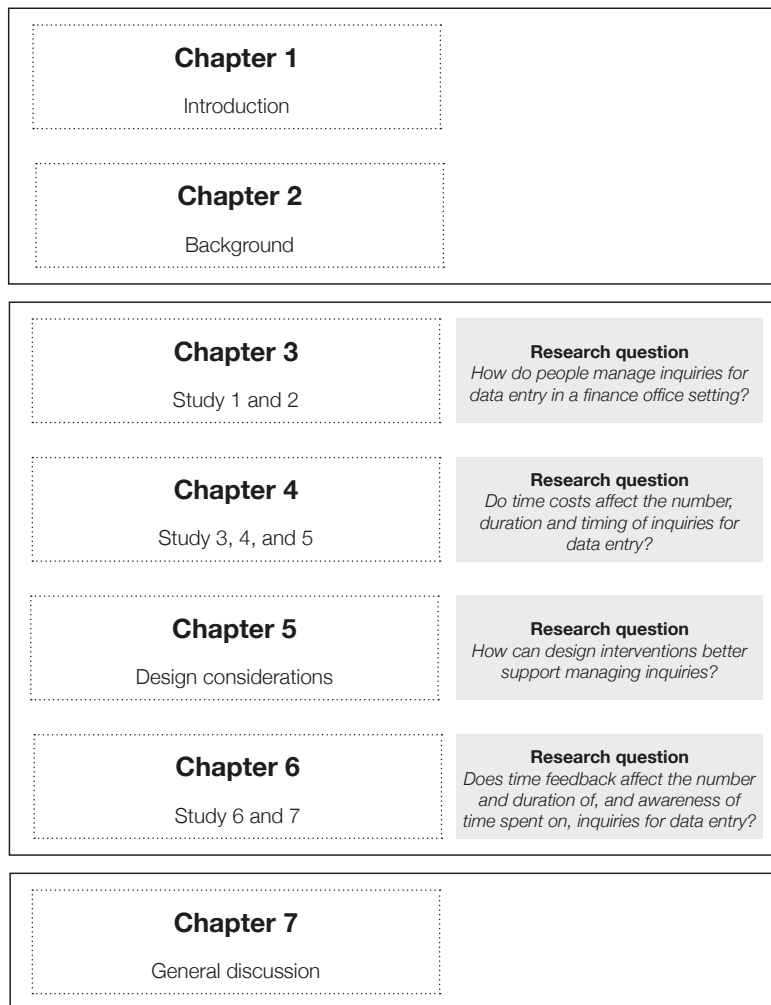 Chapter 1
Introduction
Chapter 2
Background
Chapter 3
Study 1 and 2
Research question
How do people manage inquiries for
data entry in a finance office setting?
Chapter 4
Study 3, 4, and 5
Research question
Do time costs affect the number,
duration and timing of inquiries for
data entry?
Chapter 5
Design considerations
Research question
How can design interventions better
support managing inquiries?
Chapter 6
Study 6 and 7
Research question
Does time feedback affect the number
and duration of, and awareness of
time spent on, inquiries for data entry?
Chapter 7
General discussion